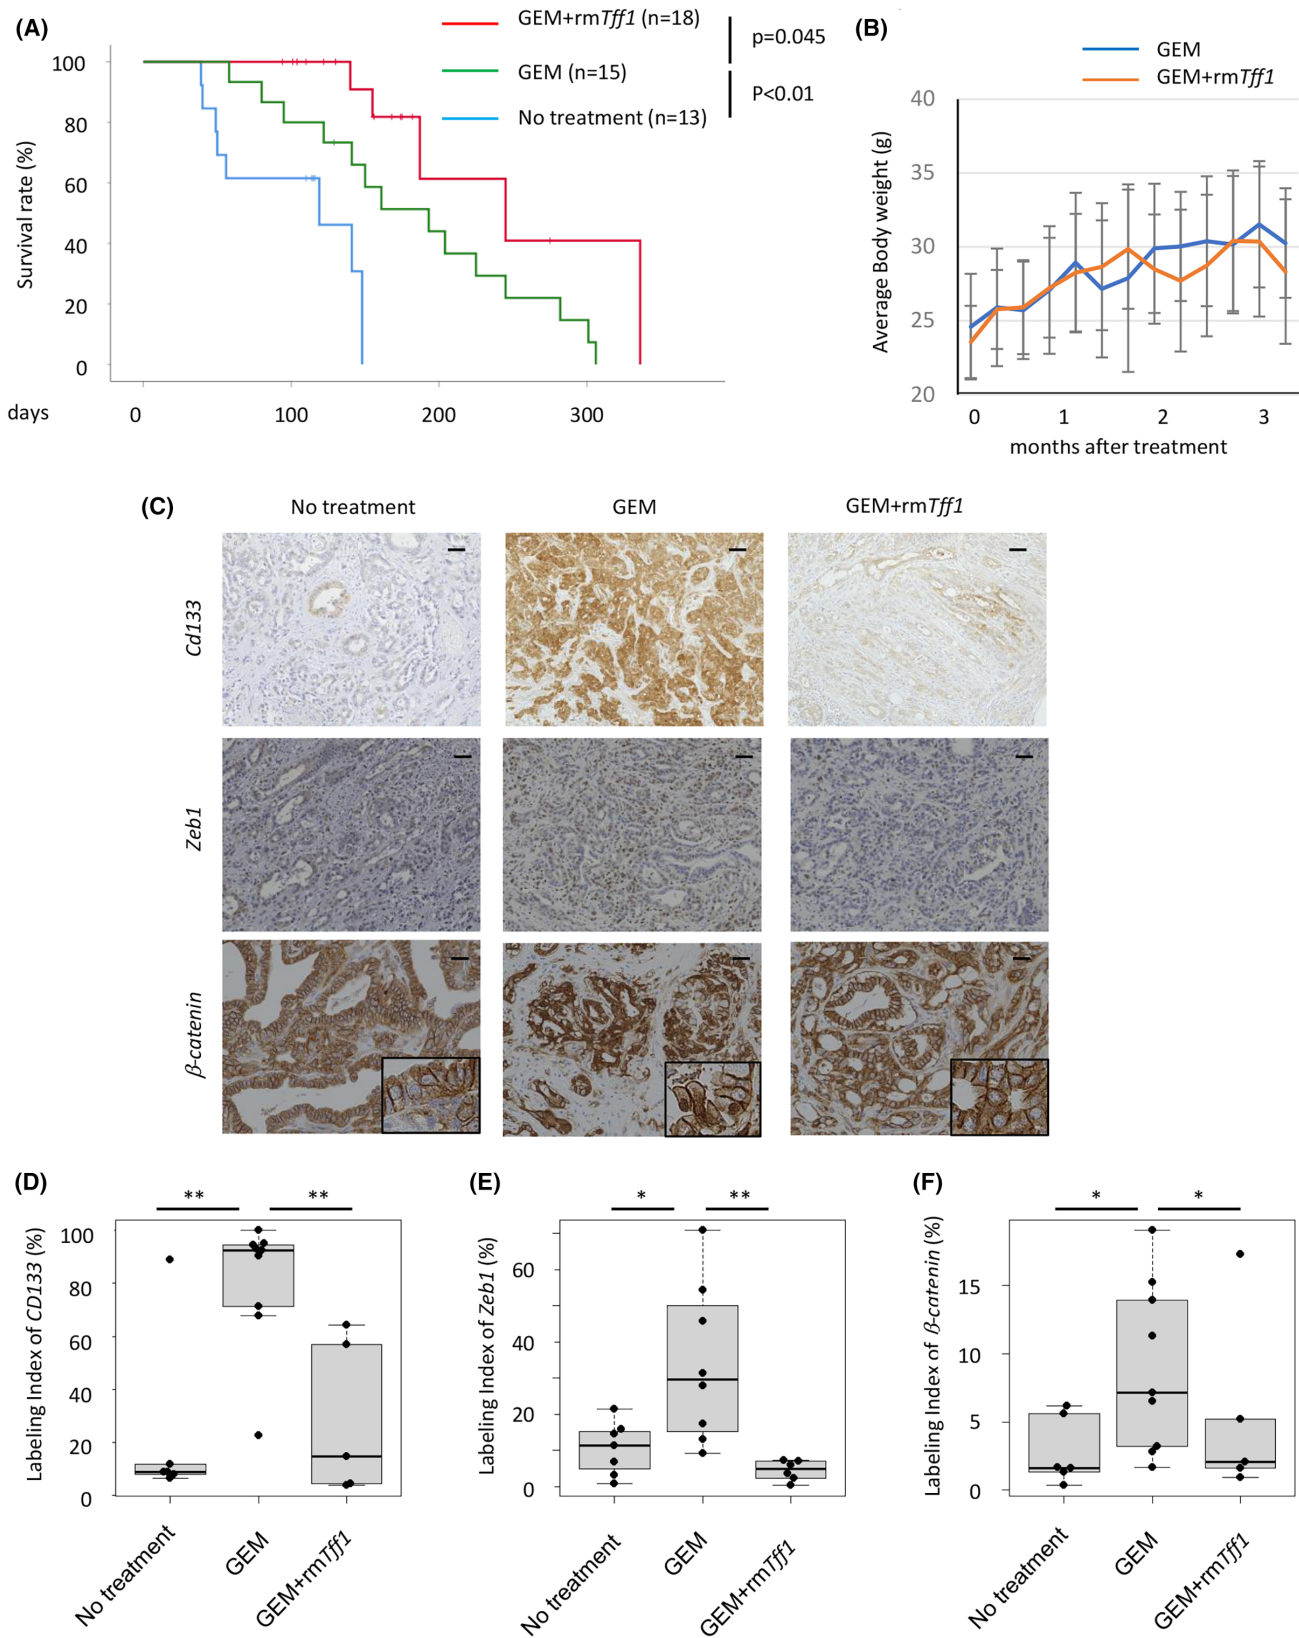 (A)
GEM+rmTff1 (n=18)
GEM (n=15)
No treatment (n=13)
p=0.045
P<0.01
Survival rate (%)
100
80
60
40
20
0
days
0 100 200 300
(B)
GEM
GEM+rmTff1
Average Body weight (g)
40
35
30
25
20
0 1 2 3
months after treatment
(C)
No treatment GEM GEM+rmTff1
Cd133
Zeb1
β-catenin
(D)
** **
Labeling Index of CD133 (%)
100
80
60
40
20
0
No treatment
GEM
GEM+rmTff1
(E)
* **
Labeling Index of Zeb1 (%)
60
40
20
0
No treatment
GEM
GEM+rmTff1
(F)
* *
Labeling Index of β-catenin (%)
15
10
5
0
No treatment
GEM
GEM+rmTff1